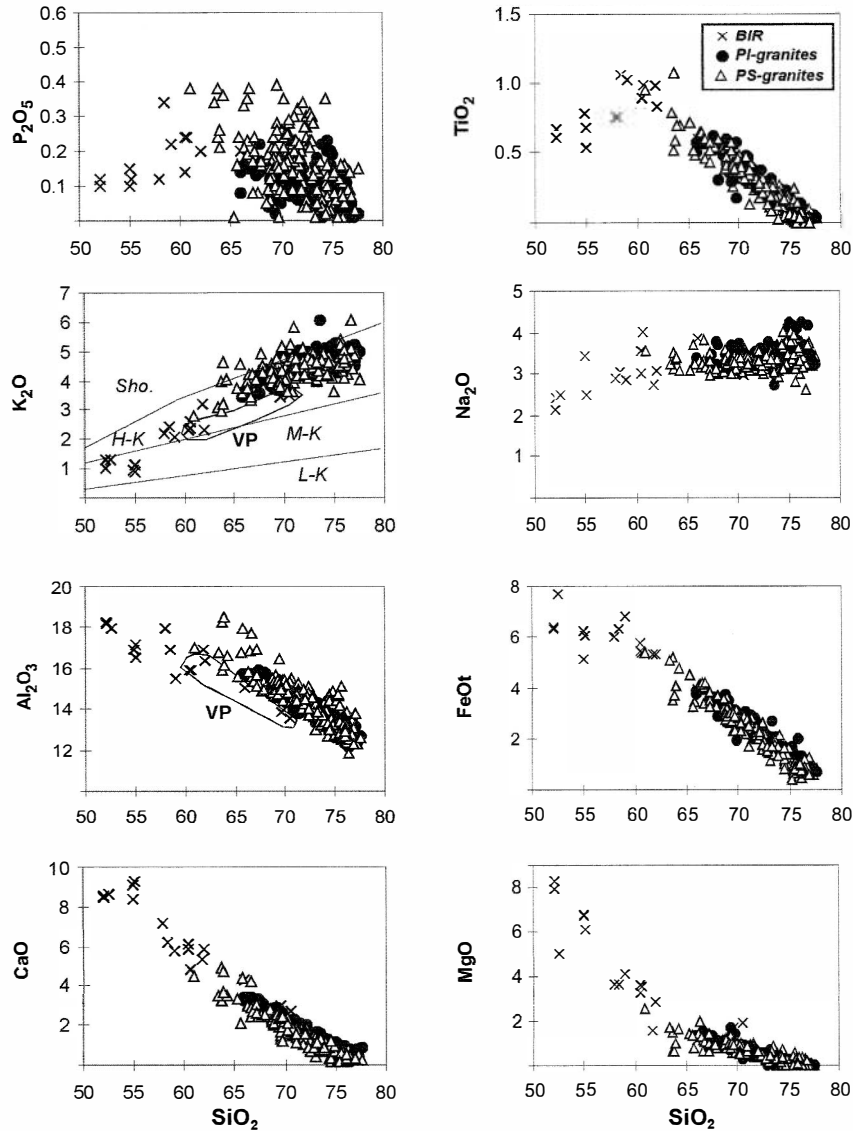 0.6
0.5
0.4
0.3
0.2
0.1
P2O5
50 55 60 65 70 75 80
1.5
1.0
0.5
TiO2
BIR
PI-granites
PS-granites
50 55 60 65 70 75 80
7
6
5
4
3
2
1
K2O
Sho.
H-K
VP
M-K
L-K
50 55 60 65 70 75 80
5
4
3
2
1
Na2O
50 55 60 65 70 75 80
20
18
16
14
12
Al2O3
VP
50 55 60 65 70 75 80
8
6
4
2
FeOt
50 55 60 65 70 75 80
10
8
6
4
2
CaO
50 55 60 65 70 75 80
SiO2
8
6
4
2
MgO
50 55 60 65 70 75 80
SiO2